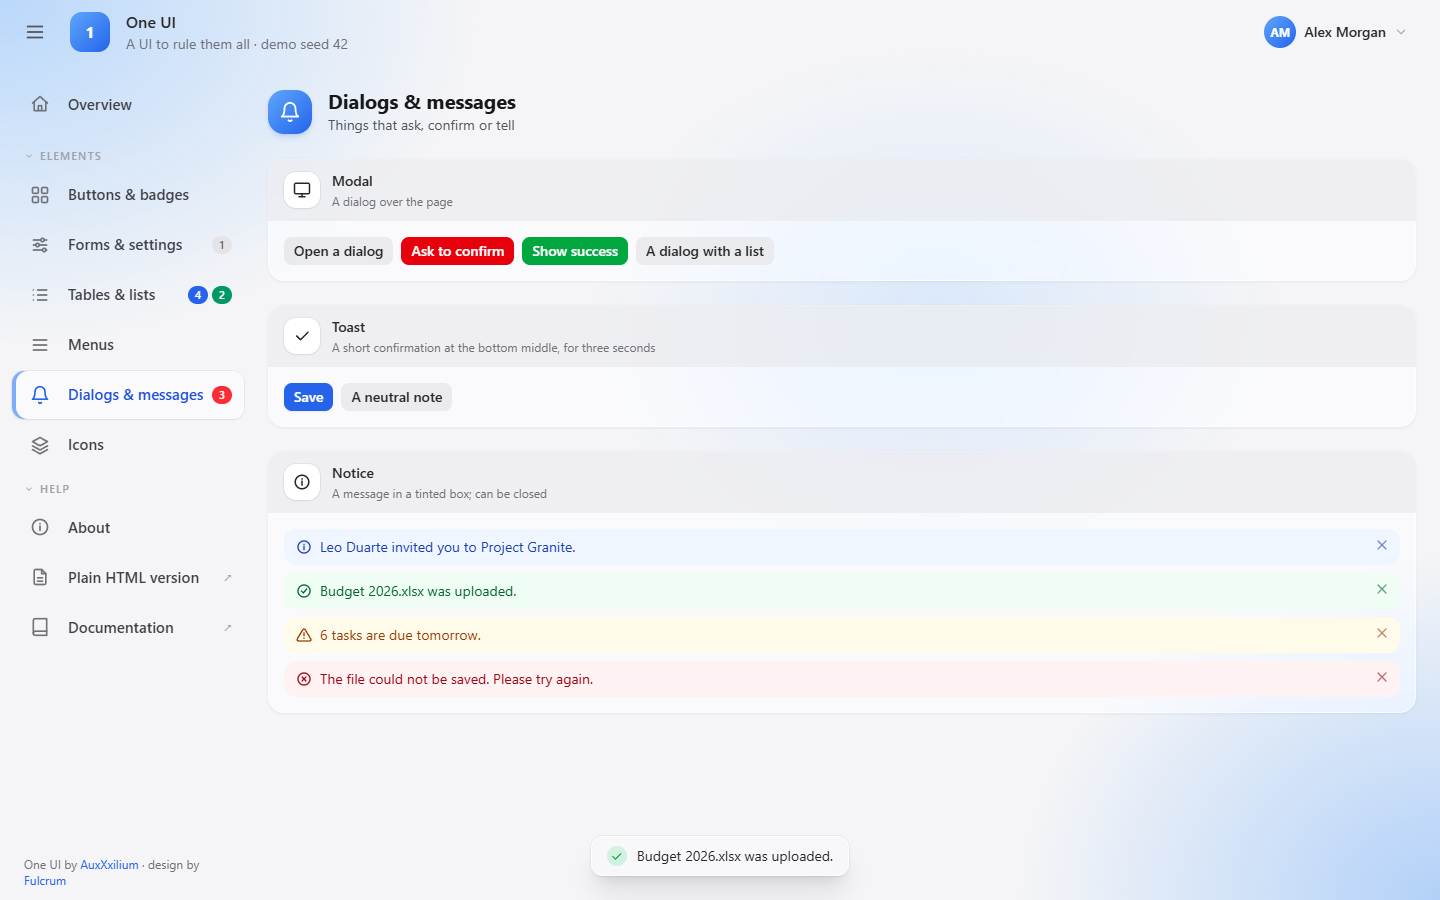 1
One UI
A UI to rule them all · demo seed 42
AM
Alex Morgan
Overview
ELEMENTS
Buttons & badges
Forms & settings 1
Tables & lists 4 2
Menus
Dialogs & messages 3
Icons
HELP
About
Plain HTML version
Documentation
One UI by AuxXxilium · design by
Fulcrum
Dialogs & messages
Things that ask, confirm or tell
Modal
A dialog over the page
Open a dialog Ask to confirm Show success A dialog with a list
Toast
A short confirmation at the bottom middle, for three seconds
Save A neutral note
Notice
A message in a tinted box; can be closed
Leo Duarte invited you to Project Granite.
Budget 2026.xlsx was uploaded.
6 tasks are due tomorrow.
The file could not be saved. Please try again.
Budget 2026.xlsx was uploaded.